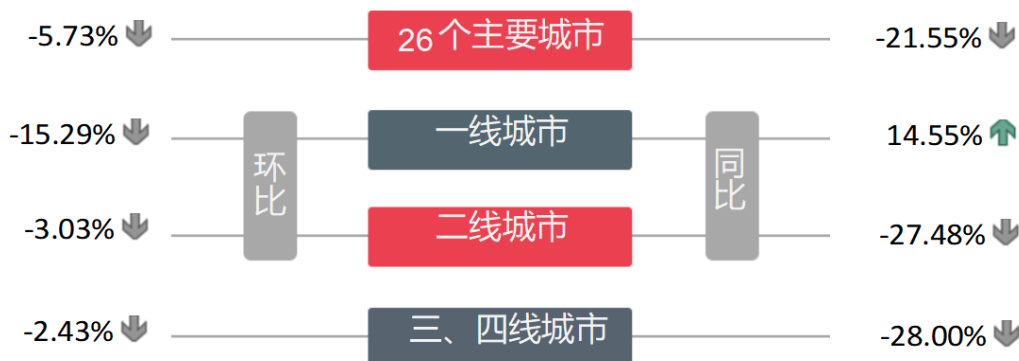 -5.73% 26个主要城市 -21.55%
-15.29% 一线城市 14.55%
环比 同比
-3.03% 二线城市 -27.48%
-2.43% 三、四线城市 -28.00%